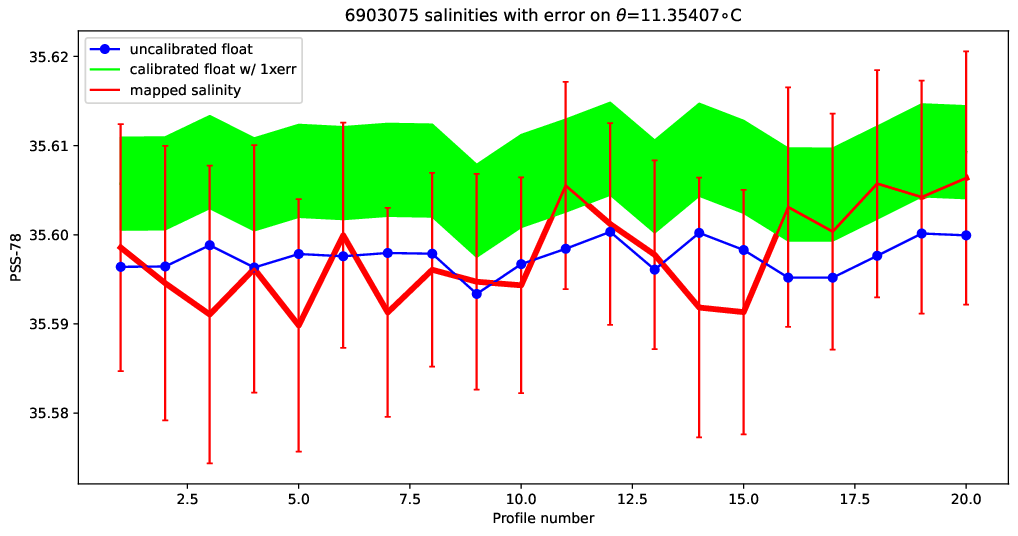 6903075 salinities with error on θ=11.35407∘C
uncalibrated float
calibrated float w/ 1xerr
mapped salinity
35.62
35.61
35.60
35.59
35.58
PSS-78
2.5 5.0 7.5 10.0 12.5 15.0 17.5 20.0
Profile number